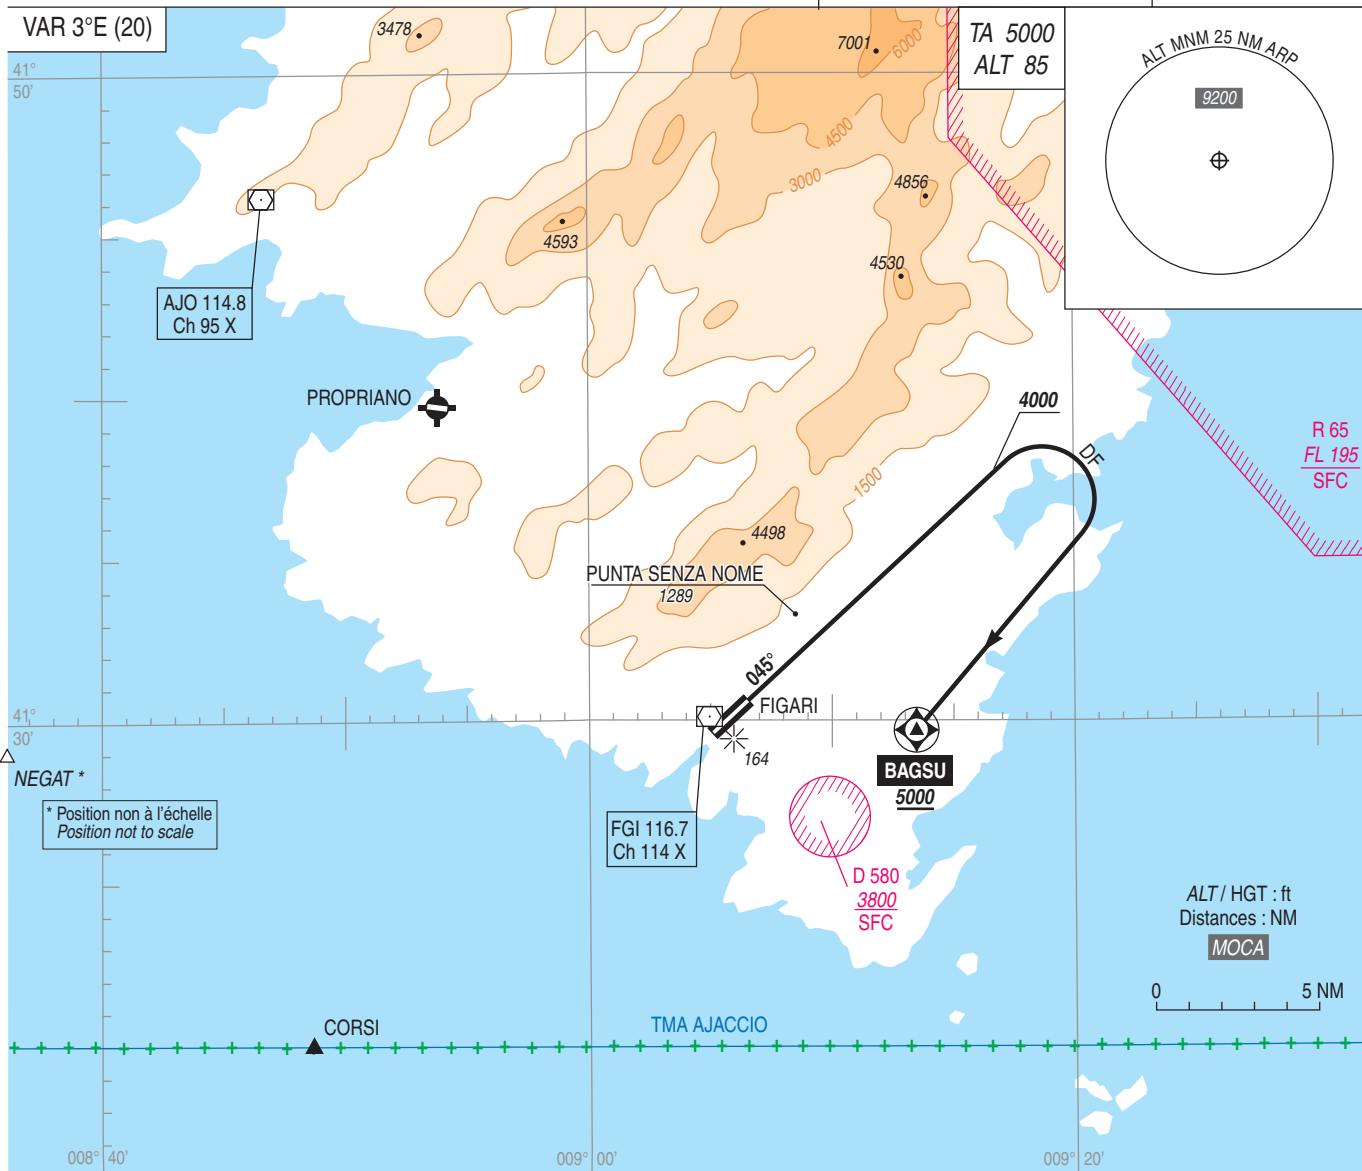 VAR 3°E (20)
3478
7001
6000
TA 5000
ALT 85
ALT MNM 25 NM ARP
9200
41°
50'
4500
3000
4856
4593
4530
AJO 114.8
Ch 95 X
PROPRIANO
4000
DF
R 65
FL 195
SFC
1500
4498
PUNTA SENZA NOME
1289
045°
FIGARI
41°
30'
164
NEGAT *
* Position non à l'échelle
Position not to scale
BAGSU
5000
FGI 116.7
Ch 114 X
D 580
3800
SFC
ALT / HGT : ft
Distances : NM
MOCA
0 5 NM
CORSI
TMA AJACCIO
008° 40'
009° 00'
009° 20'